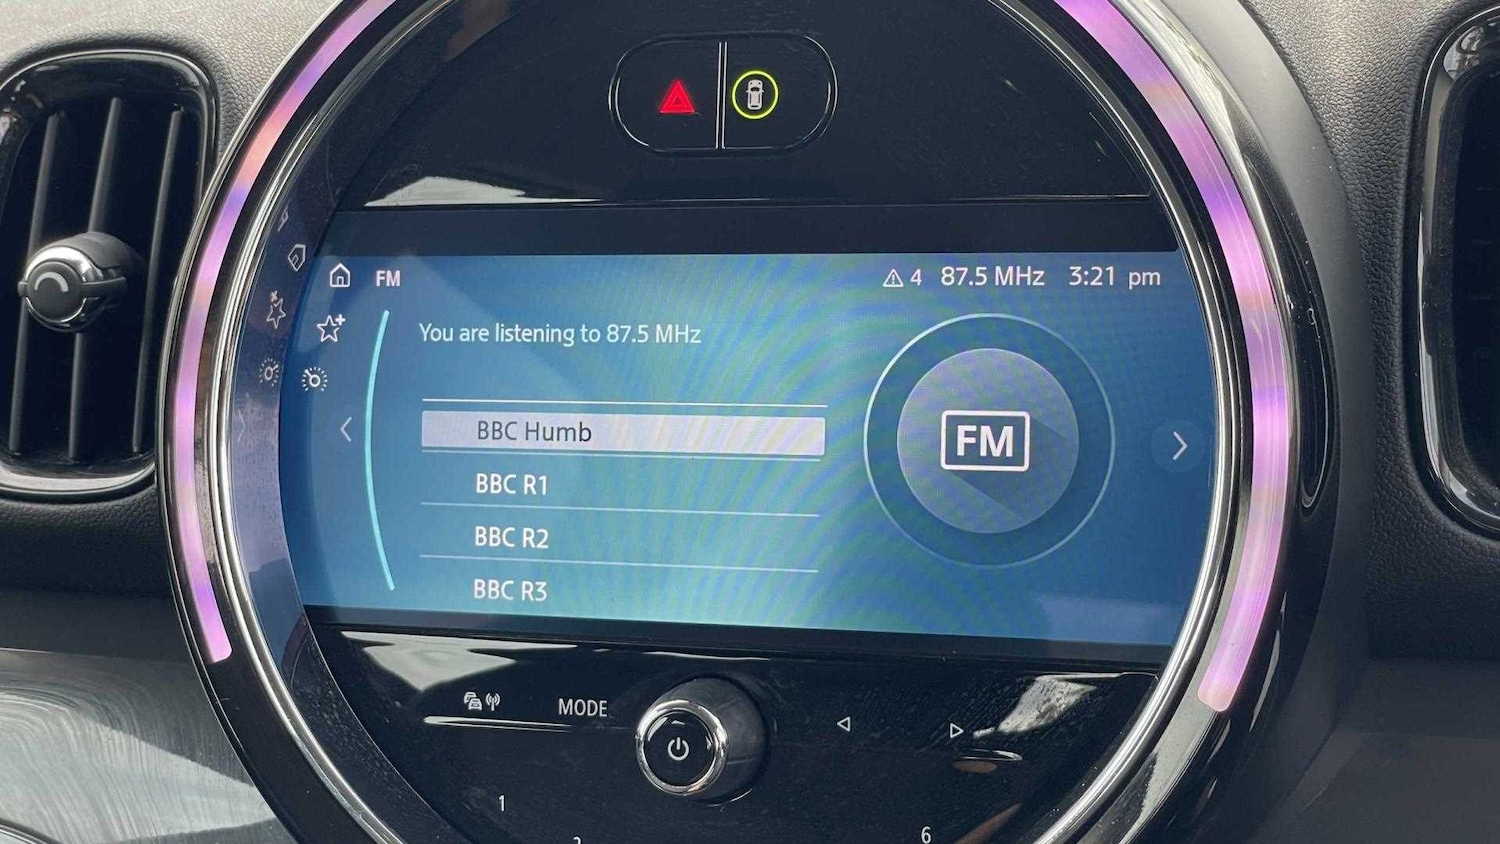 FM
4 87.5 MHz 3:21 pm
You are listening to 87.5 MHz
BBC Humb
FM
BBC R1
BBC R2
BBC R3
MODE
1
6